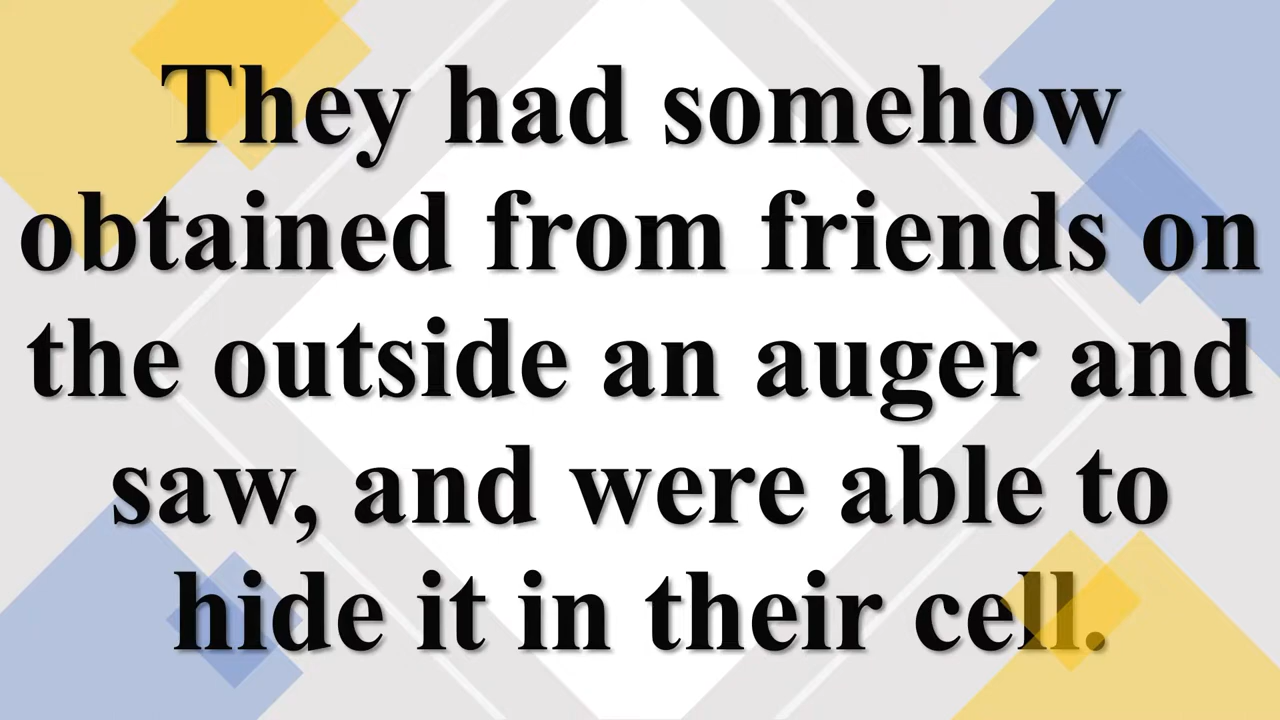 They had somehow
obtained from friends on
the outside an auger and
saw, and were able to
hide it in their cell.